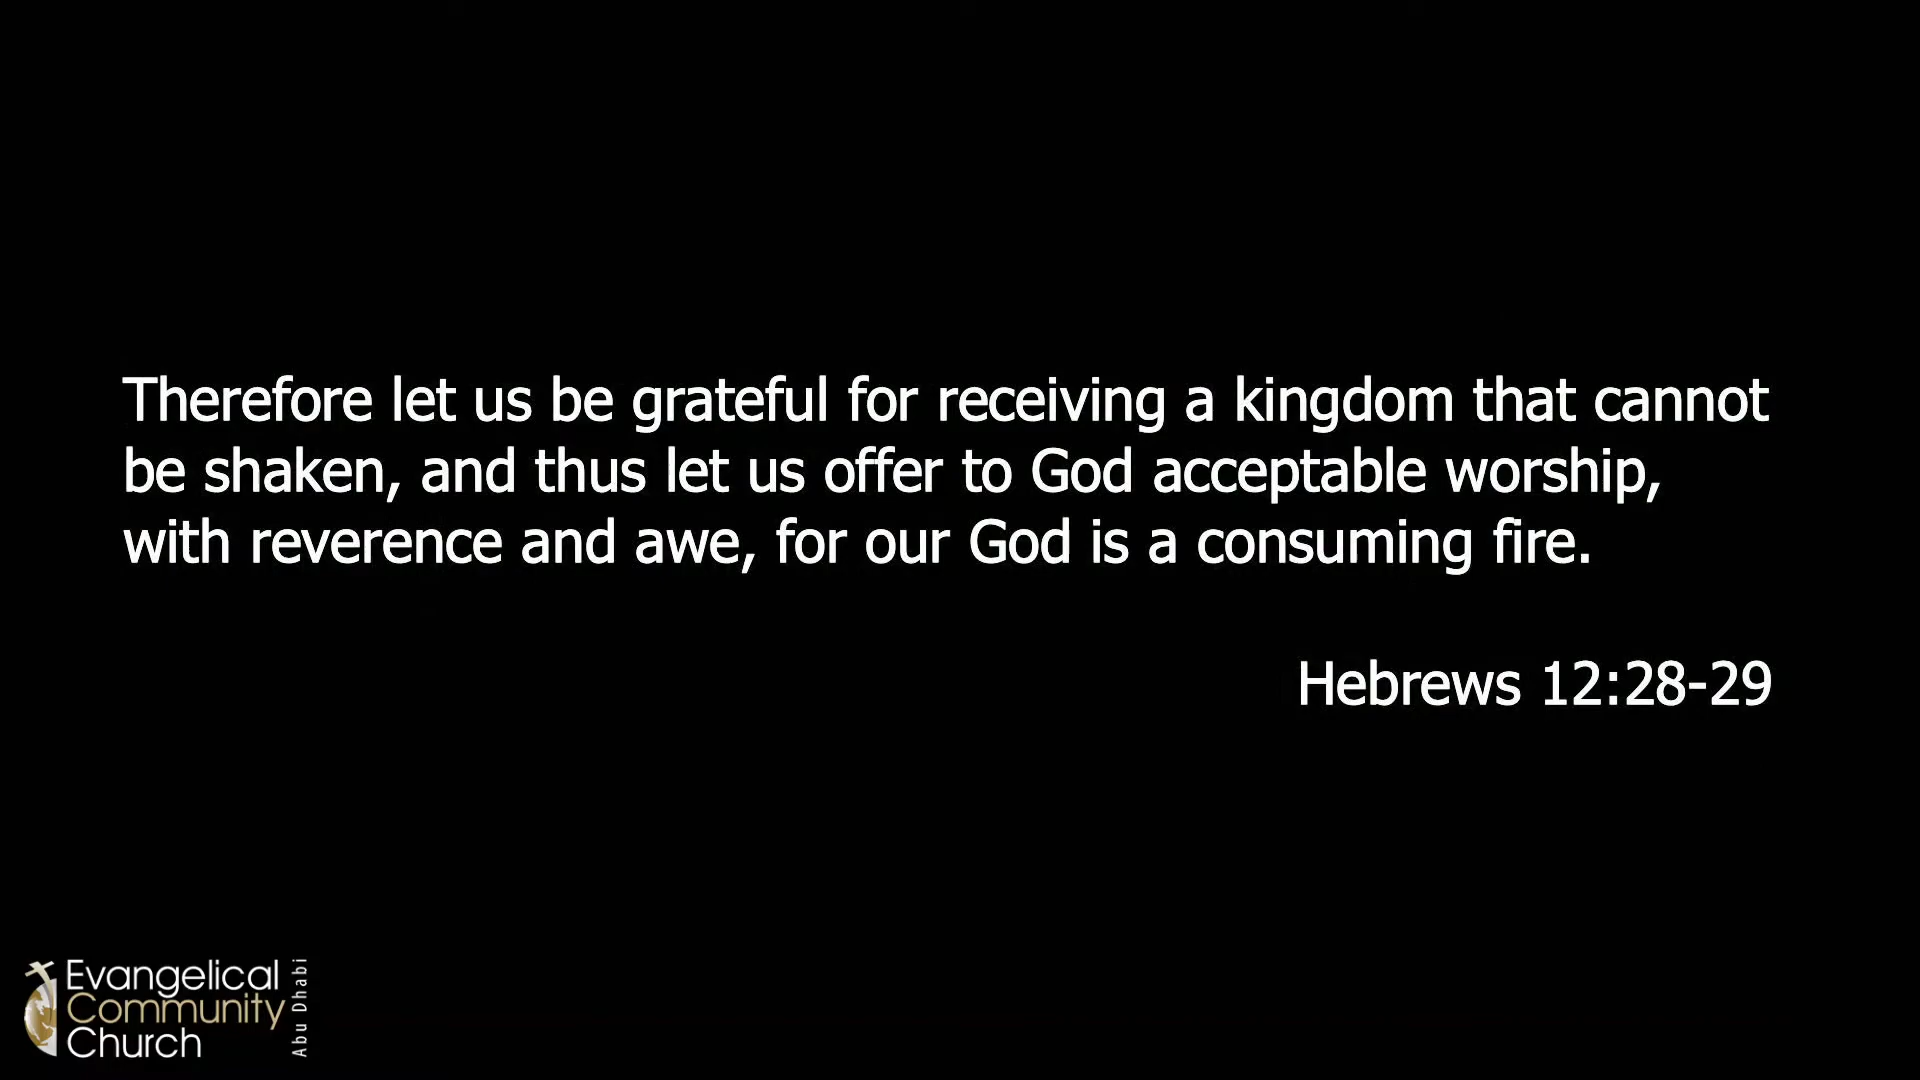 Therefore let us be grateful for receiving a kingdom that cannot
be shaken, and thus let us offer to God acceptable worship,
with reverence and awe, for our God is a consuming fire.
Hebrews 12:28-29
Evangelical
Community
Church
Abu Dhabi